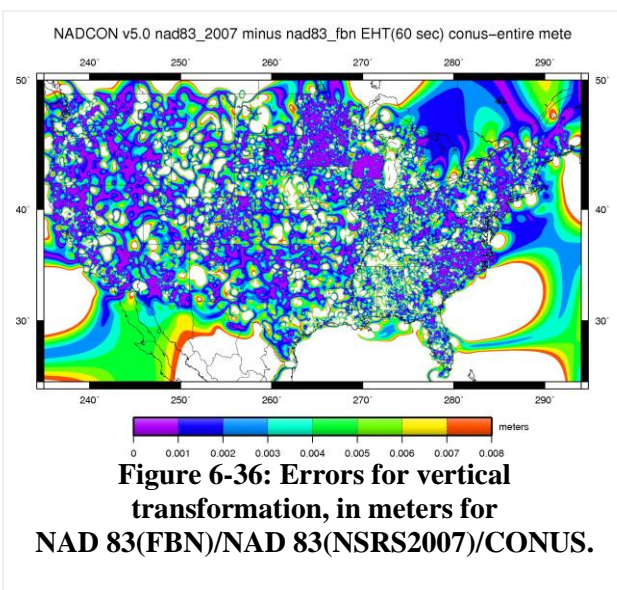 NADCON v5.0 nad83_2007 minus nad83_fbn EHT(60 sec) conus-entire mete
240° 250° 260° 270° 280° 290°
50° 50°
40° 40°
30° 30°
240° 250° 260° 270° 280° 290°
meters
0 0.001 0.002 0.003 0.004 0.005 0.006 0.007 0.008
Figure 6-36: Errors for vertical
transformation, in meters for
NAD 83(FBN)/NAD 83(NSRS2007)/CONUS.